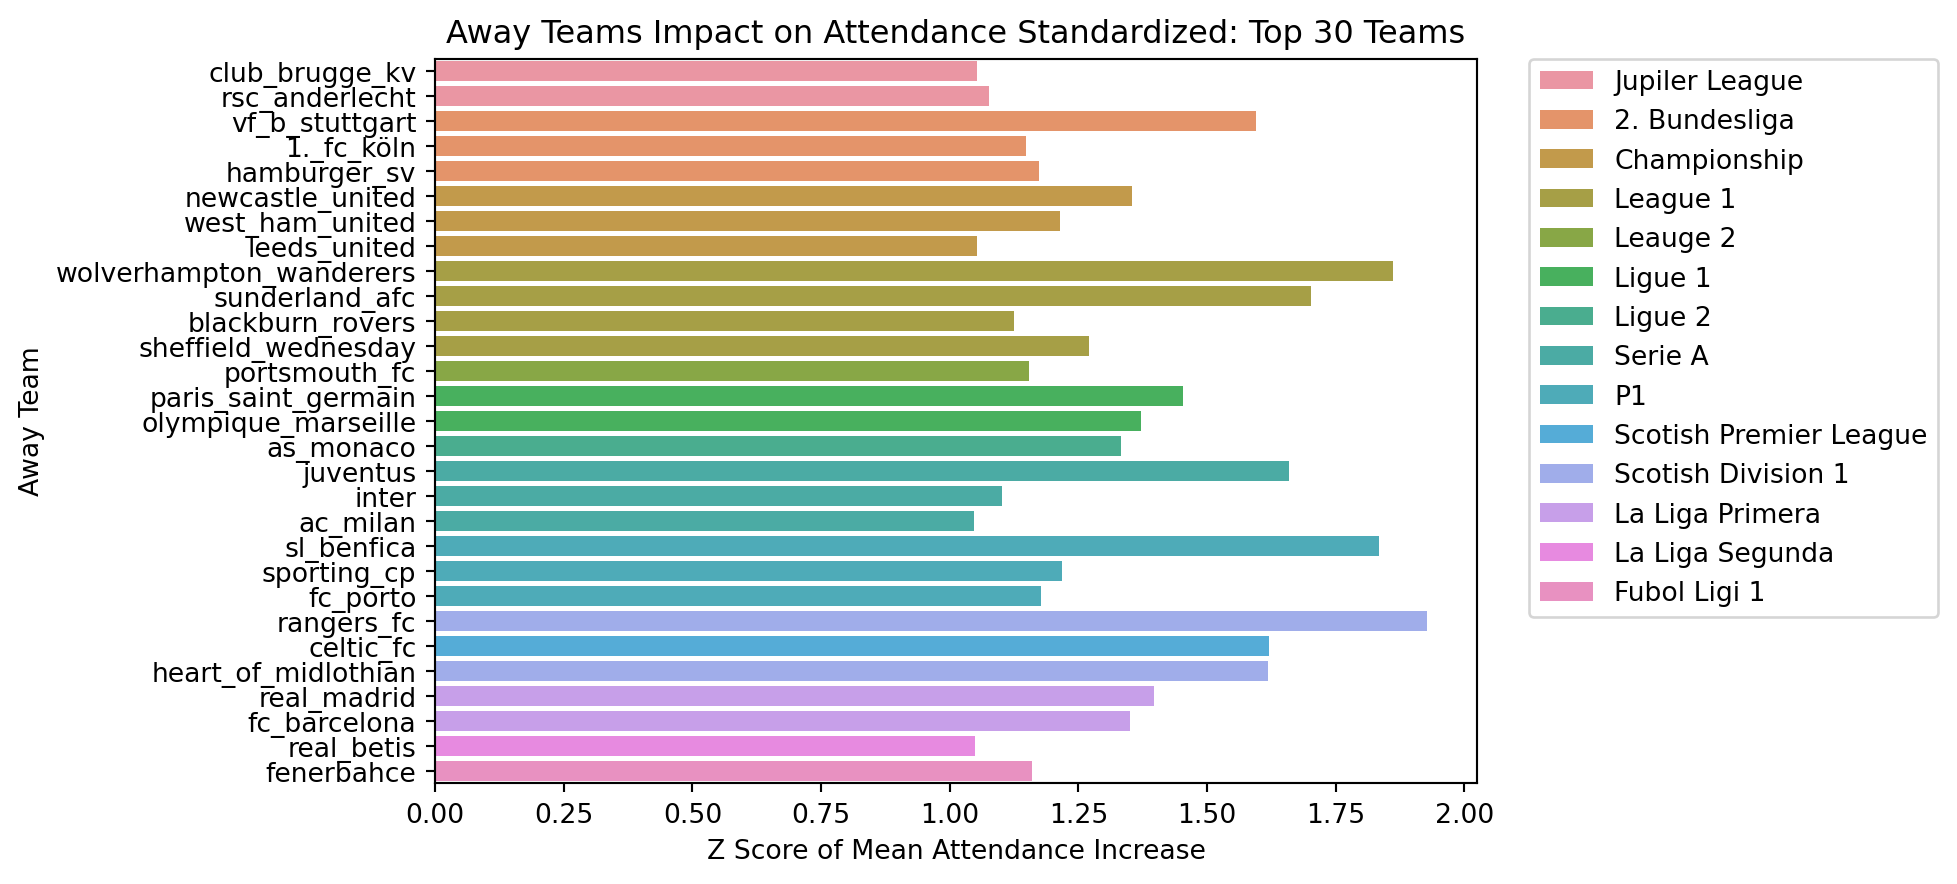 Away Teams Impact on Attendance Standardized: Top 30 Teams
Away Team
club_brugge_kv
rsc_anderlecht
vf_b_stuttgart
1._fc_köln
hamburger_sv
newcastle_united
west_ham_united
leeds_united
wolverhampton_wanderers
sunderland_afc
blackburn_rovers
sheffield_wednesday
portsmouth_fc
paris_saint_germain
olympique_marseille
as_monaco
juventus
inter
ac_milan
sl_benfica
sporting_cp
fc_porto
rangers_fc
celtic_fc
heart_of_midlothian
real_madrid
fc_barcelona
real_betis
fenerbahce
0.00 0.25 0.50 0.75 1.00 1.25 1.50 1.75 2.00
Z Score of Mean Attendance Increase
Jupiler League
2. Bundesliga
Championship
League 1
Leauge 2
Ligue 1
Ligue 2
Serie A
P1
Scotish Premier League
Scotish Division 1
La Liga Primera
La Liga Segunda
Fubol Ligi 1